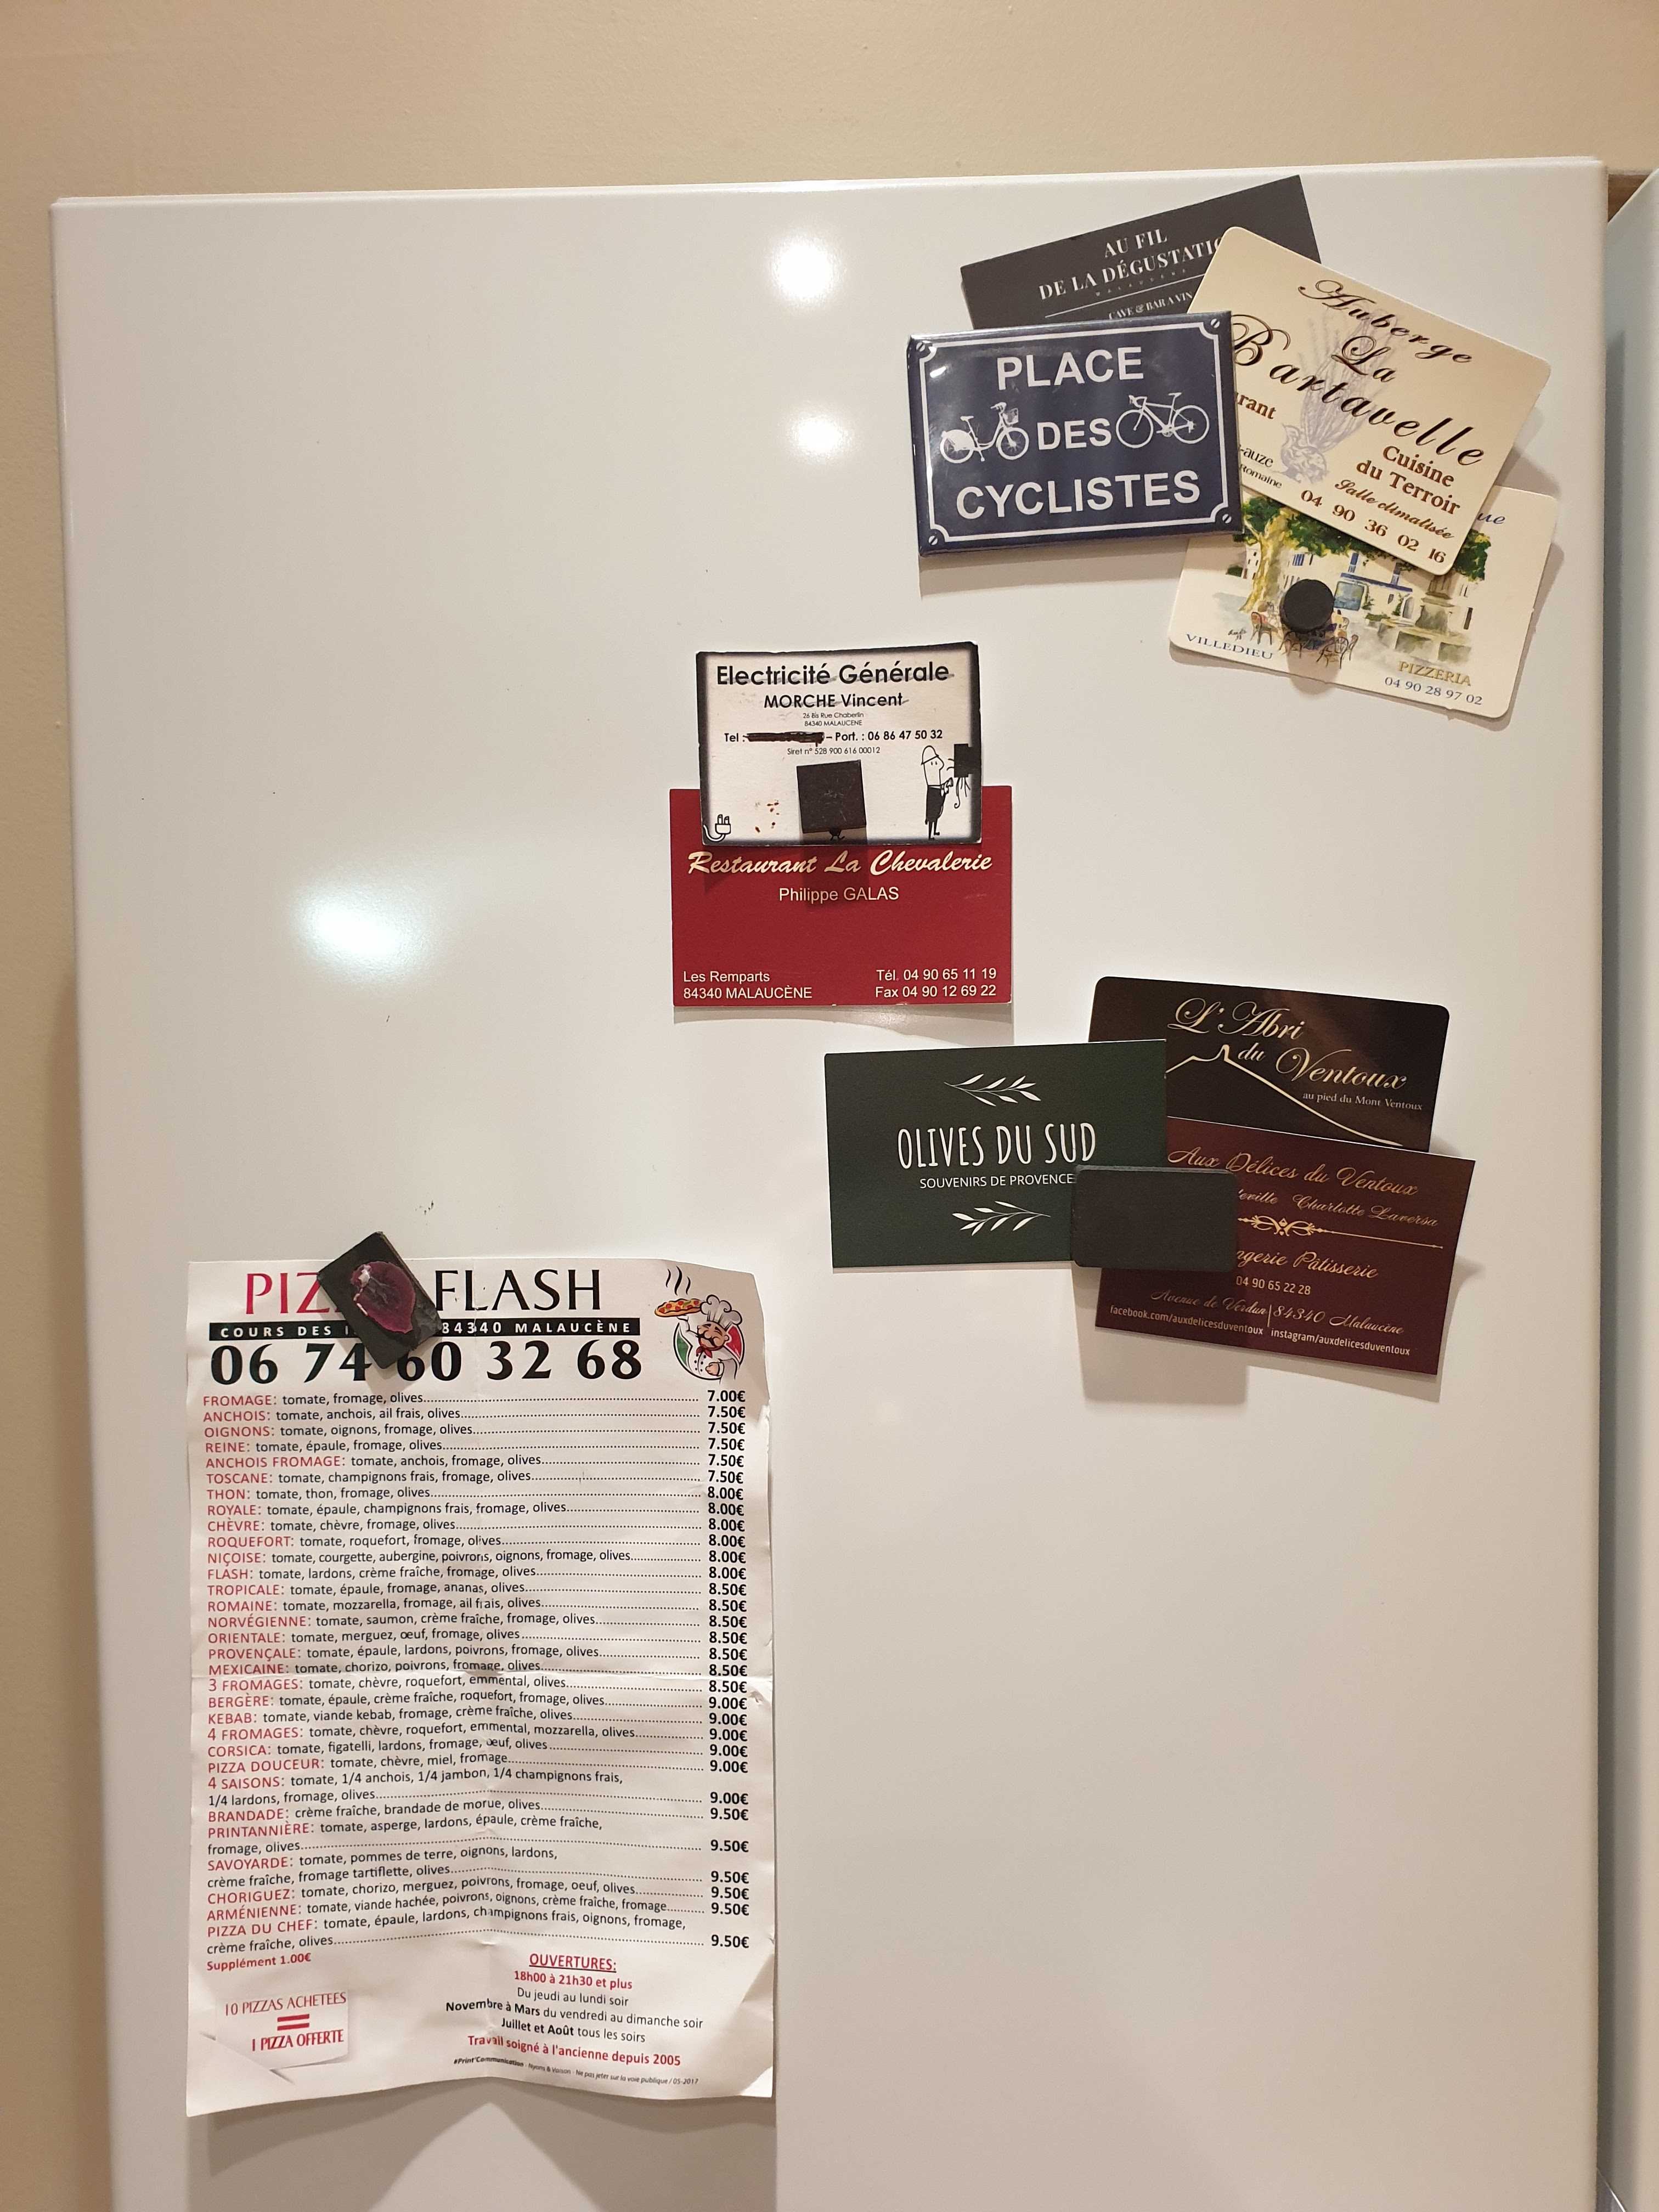 AU FIL
DE LA DÉGUSTATIO
CAVE & BAR A VIN
PLACE
DES
CYCLISTES
Auberge
La
Bartavelle
rant
Cuisine
du Terroir
-auze
Romaine
Salle climatisée
04 90 36 02 16
ue
VILLEDIEU
PIZZERIA
04 90 28 97 02
Electricité Générale
MORCHE Vincent
26 Bis Rue Chaberlin
84340 MALAUCENE
Tel : – Port. : 06 86 47 50 32
Siret n° 528 900 616 00012
Restaurant La Chevalerie
Philippe GALAS
Les Remparts
84340 MALAUCÈNE
Tél. 04 90 65 11 19
Fax 04 90 12 69 22
L'Abri
du Ventoux
au pied du Mont Ventoux
OLIVES DU SUD
SOUVENIRS DE PROVENCE
Aux Délices du Ventoux
eville Charlotte Laversa
ngerie Pâtisserie
04 90 65 22 28
Avenue de Verdun | 84340 Malaucène
facebook.com/auxdelicesduventoux instagram/auxdelicesduventoux
PIZ FLASH
COURS DES I 84340 MALAUCÈNE
06 74 60 32 68
FROMAGE: tomate, fromage, olives 7.00€
ANCHOIS: tomate, anchois, ail frais, olives 7.50€
OIGNONS: tomate, oignons, fromage, olives 7.50€
REINE: tomate, épaule, fromage, olives 7.50€
ANCHOIS FROMAGE: tomate, anchois, fromage, olives 7.50€
TOSCANE: tomate, champignons frais, fromage, olives 7.50€
THON: tomate, thon, fromage, olives 8.00€
ROYALE: tomate, épaule, champignons frais, fromage, olives 8.00€
CHÈVRE: tomate, chèvre, fromage, olives 8.00€
ROQUEFORT: tomate, roquefort, fromage, olives 8.00€
NIÇOISE: tomate, courgette, aubergine, poivrons, oignons, fromage, olives 8.00€
FLASH: tomate, lardons, crème fraîche, fromage, olives 8.00€
TROPICALE: tomate, épaule, fromage, ananas, olives 8.50€
ROMAINE: tomate, mozzarella, fromage, ail frais, olives 8.50€
NORVÉGIENNE: tomate, saumon, crème fraîche, fromage, olives 8.50€
ORIENTALE: tomate, merguez, œuf, fromage, olives 8.50€
PROVENÇALE: tomate, épaule, lardons, poivrons, fromage, olives 8.50€
MEXICAINE: tomate, chorizo, poivrons, fromage, olives 8.50€
3 FROMAGES: tomate, chèvre, roquefort, emmental, olives 8.50€
BERGÈRE: tomate, épaule, crème fraîche, roquefort, fromage, olives 9.00€
KEBAB: tomate, viande kebab, fromage, crème fraîche, olives 9.00€
4 FROMAGES: tomate, chèvre, roquefort, emmental, mozzarella, olives 9.00€
CORSICA: tomate, figatelli, lardons, fromage, œuf, olives 9.00€
PIZZA DOUCEUR: tomate, chèvre, miel, fromage 9.00€
4 SAISONS: tomate, 1/4 anchois, 1/4 jambon, 1/4 champignons frais,
1/4 lardons, fromage, olives 9.00€
BRANDADE: crème fraîche, brandade de morue, olives 9.50€
PRINTANNIÈRE: tomate, asperge, lardons, épaule, crème fraîche,
fromage, olives 9.50€
SAVOYARDE: tomate, pommes de terre, oignons, lardons,
crème fraîche, fromage tartiflette, olives 9.50€
CHORIGUEZ: tomate, chorizo, merguez, poivrons, fromage, oeuf, olives 9.50€
ARMÉNIENNE: tomate, viande hachée, poivrons, oignons, crème fraîche, fromage 9.50€
PIZZA DU CHEF: tomate, épaule, lardons, champignons frais, oignons, fromage,
crème fraîche, olives 9.50€
Supplément 1.00€
10 PIZZAS ACHETEES
=
1 PIZZA OFFERTE
OUVERTURES:
18h00 à 21h30 et plus
Du jeudi au lundi soir
Novembre à Mars du vendredi au dimanche soir
Juillet et Août tous les soirs
Travail soigné à l'ancienne depuis 2005
#Print'Communication - Nyons & Vaison - Ne pas jeter sur la voie publique / 05-2017